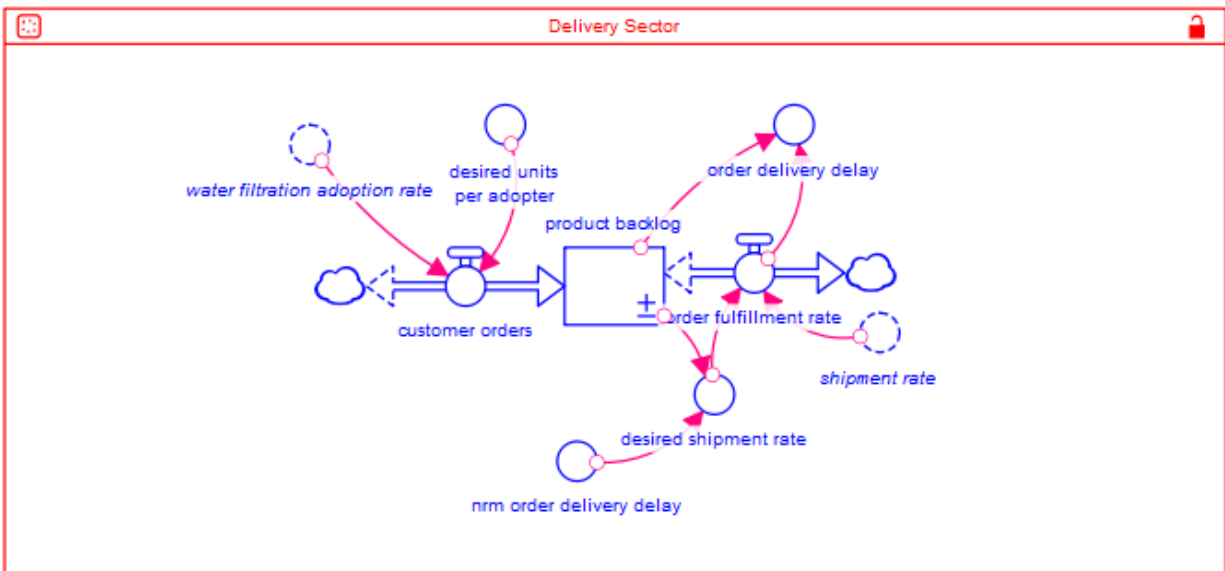 Delivery Sector
water filtration adoption rate
desired units
per adopter
order delivery delay
product backlog
customer orders
order fulfillment rate
shipment rate
desired shipment rate
nrm order delivery delay